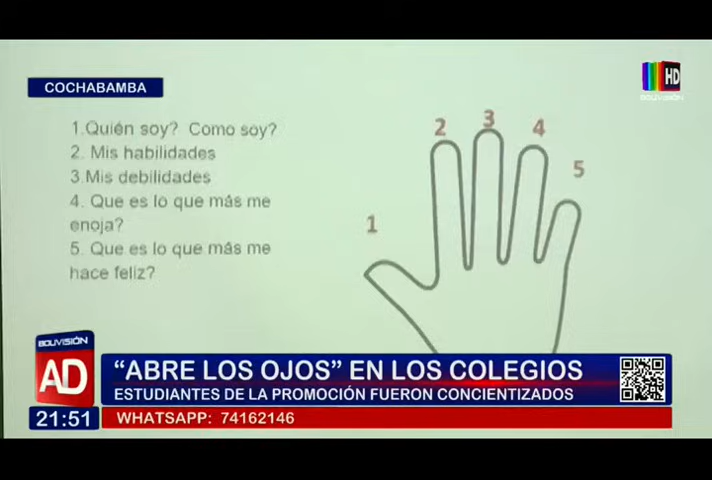 COCHABAMBA
HD
BOLIVISIÓN
1.Quién soy? Como soy?
2. Mis habilidades
3.Mis debilidades
4. Que es lo que más me
enoja?
5. Que es lo que más me
hace feliz?
1
2
3
4
5
BOLIVISIÓN
AD
21:51
“ABRE LOS OJOS” EN LOS COLEGIOS
ESTUDIANTES DE LA PROMOCIÓN FUERON CONCIENTIZADOS
WHATSAPP: 74162146